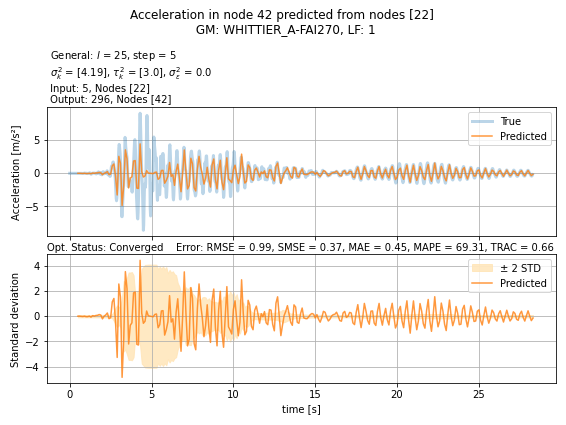 Acceleration in node 42 predicted from nodes [22]
GM: WHITTIER_A-FAI270, LF: 1
General: l = 25, step = 5
σ²ₖ = [4.19], τ²ₖ = [3.0], σ²ε = 0.0
Input: 5, Nodes [22]
Output: 296, Nodes [42]
Acceleration [m/s²]
5
0
−5
True
Predicted
Opt. Status: Converged Error: RMSE = 0.99, SMSE = 0.37, MAE = 0.45, MAPE = 69.31, TRAC = 0.66
Standard deviation
4
2
0
−2
−4
± 2 STD
Predicted
0 5 10 15 20 25
time [s]